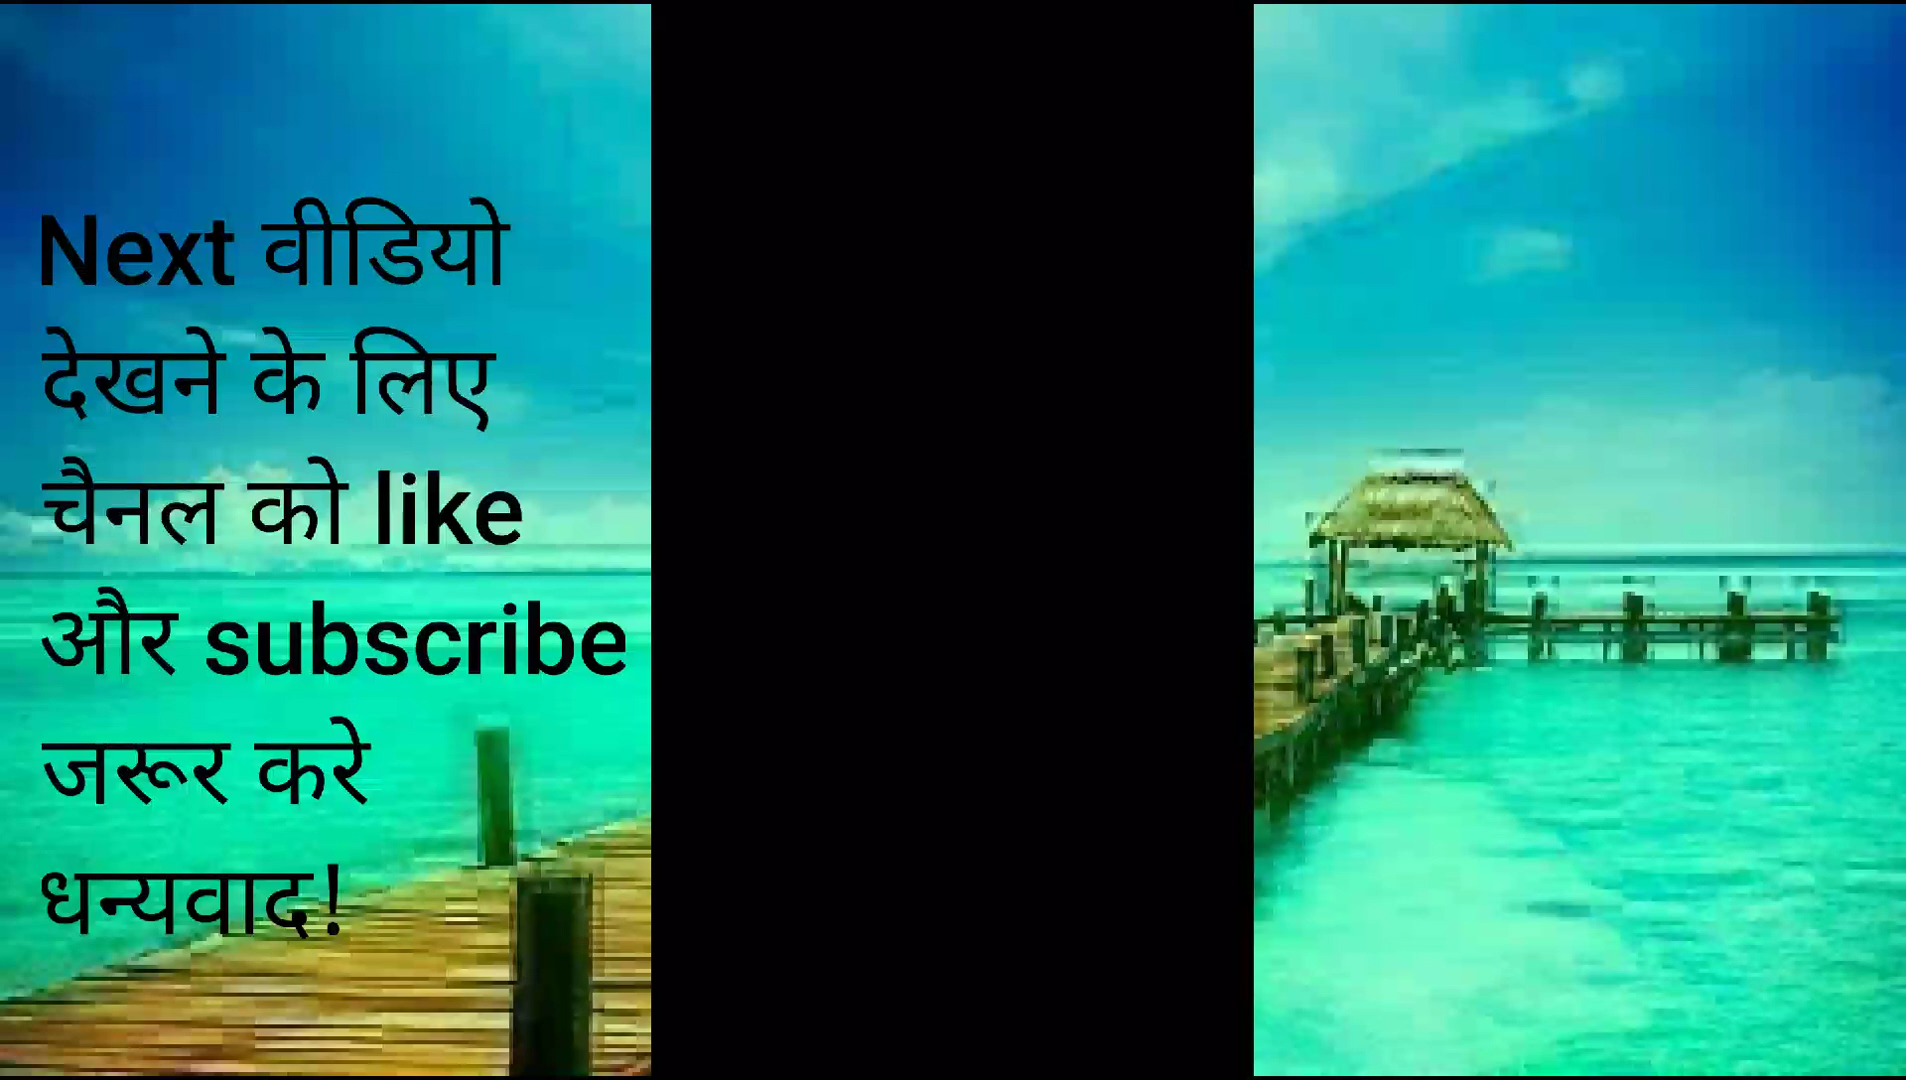 Next वीडियो
देखने के लिए
चैनल को like
और subscribe
जरूर करे
धन्यवाद!